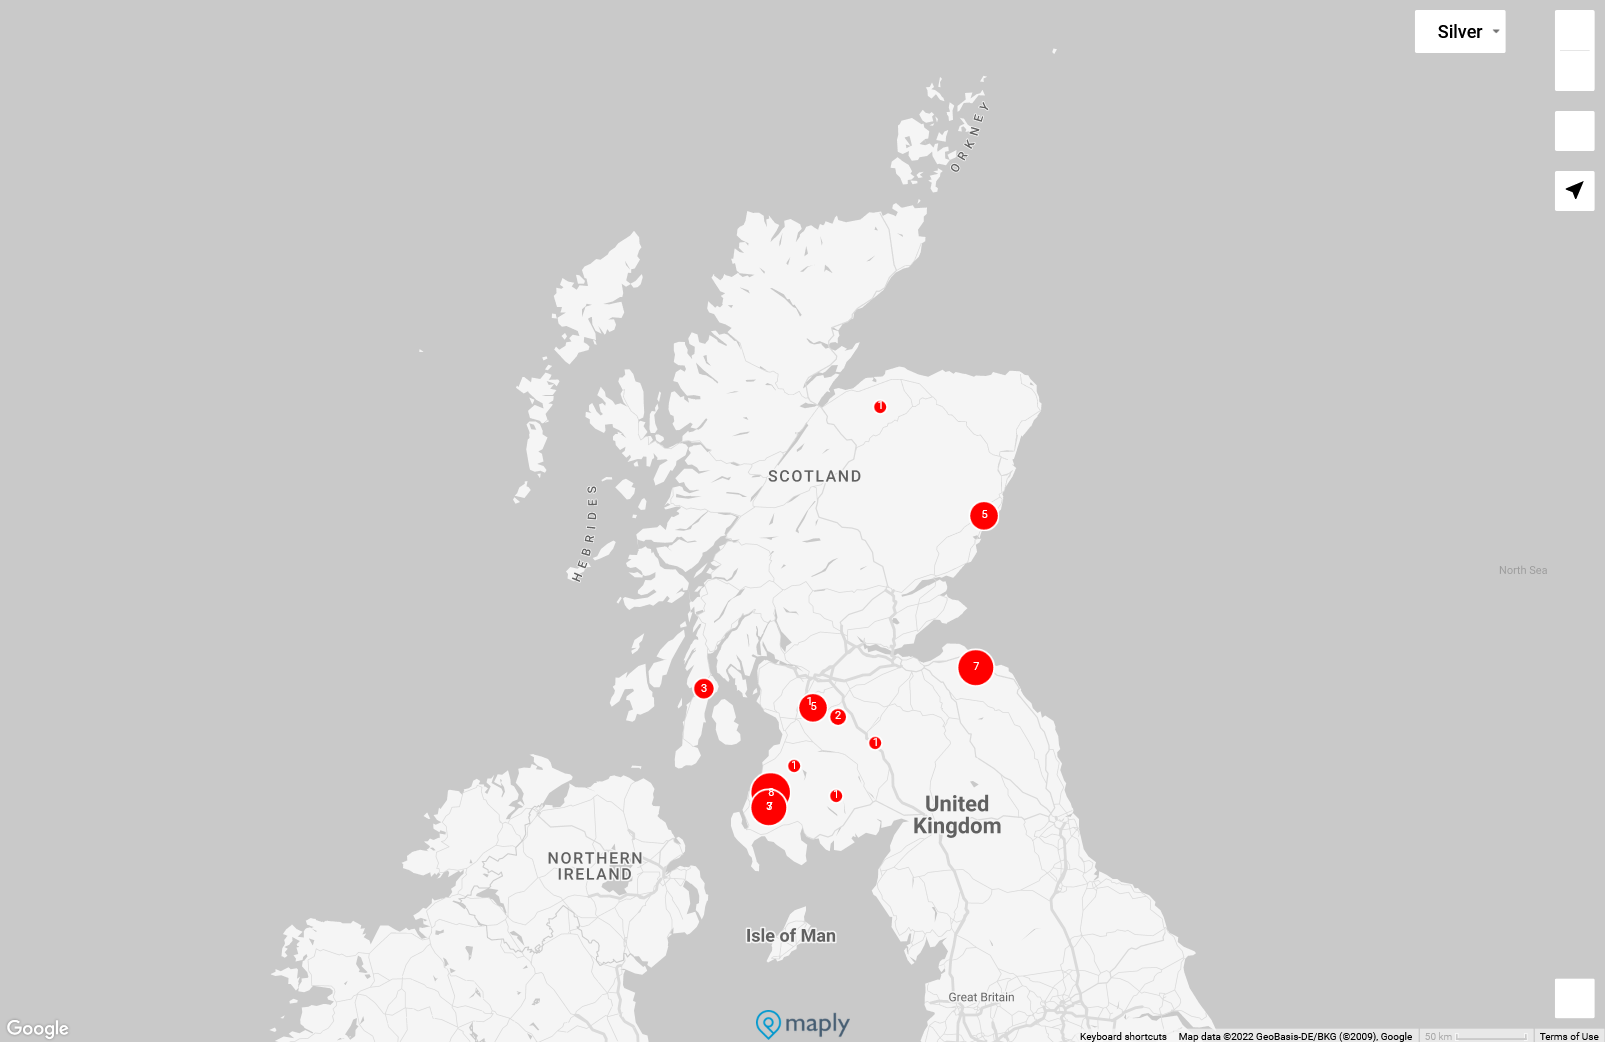 Silver
ORKNEY
1
SCOTLAND
HEBRIDES
5
North Sea
7
3
1
5
2
1
1
1
8
United
Kingdom
NORTHERN
IRELAND
Isle of Man
Great Britain
Google
maply
Keyboard shortcuts
Map data ©2022 GeoBasis-DE/BKG (©2009), Google
50 km
Terms of Use